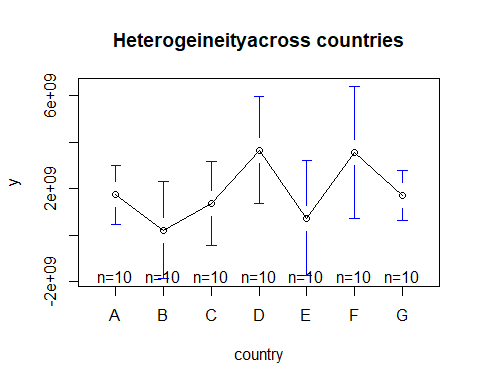 Heterogeineityacross countries
6e+09
2e+09
-2e+09
y
n=10 n=10 n=10 n=10 n=10 n=10 n=10
A B C D E F G
country